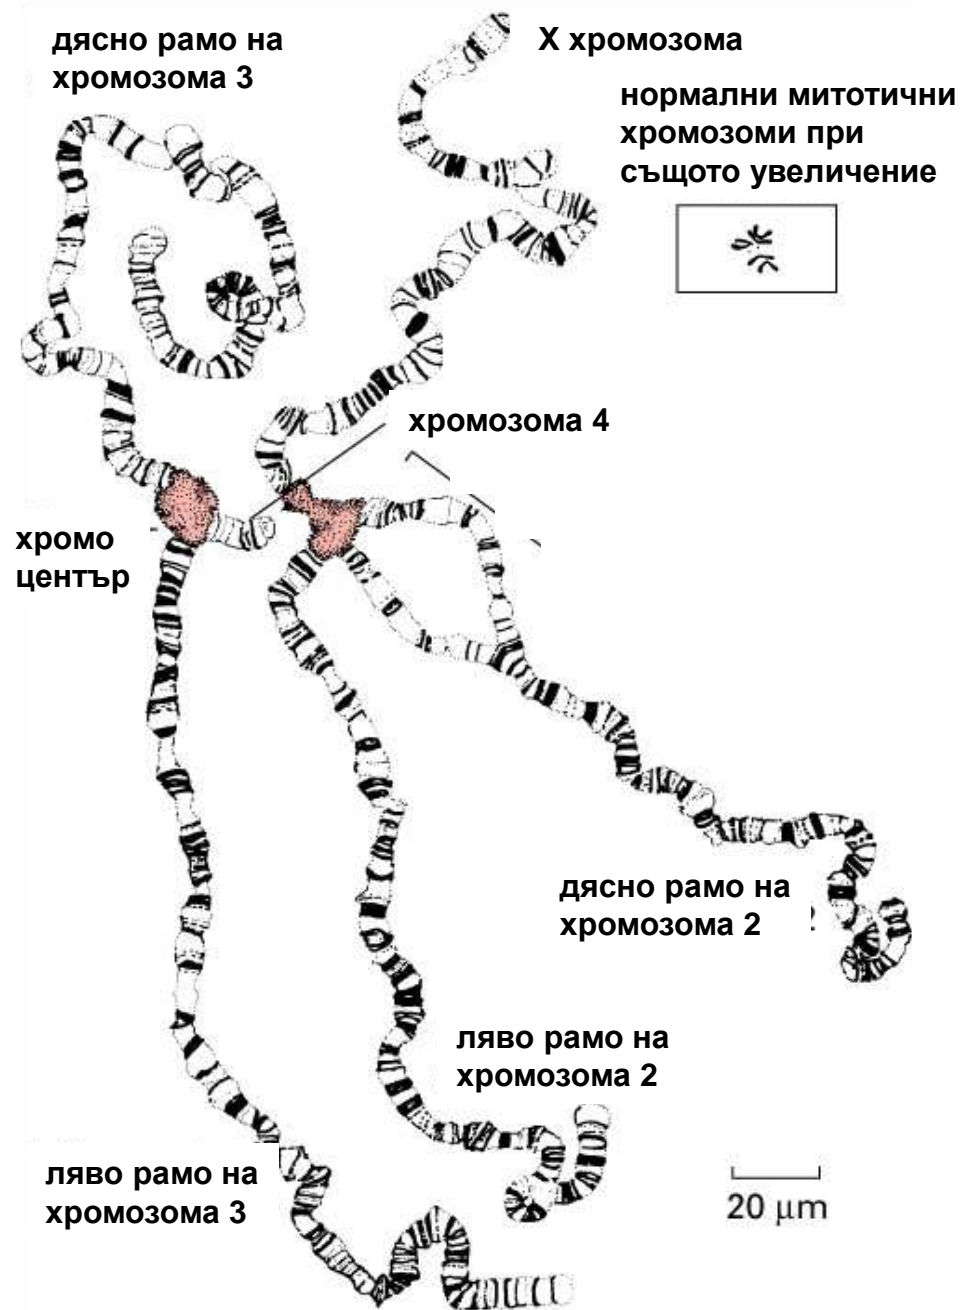 дясно рамо на
хромозома 3
Х хромозома
нормални митотични
хромозоми при
същото увеличение
хромозома 4
хромо
център
дясно рамо на
хромозома 2
ляво рамо на
хромозома 2
ляво рамо на
хромозома 3
20 μm